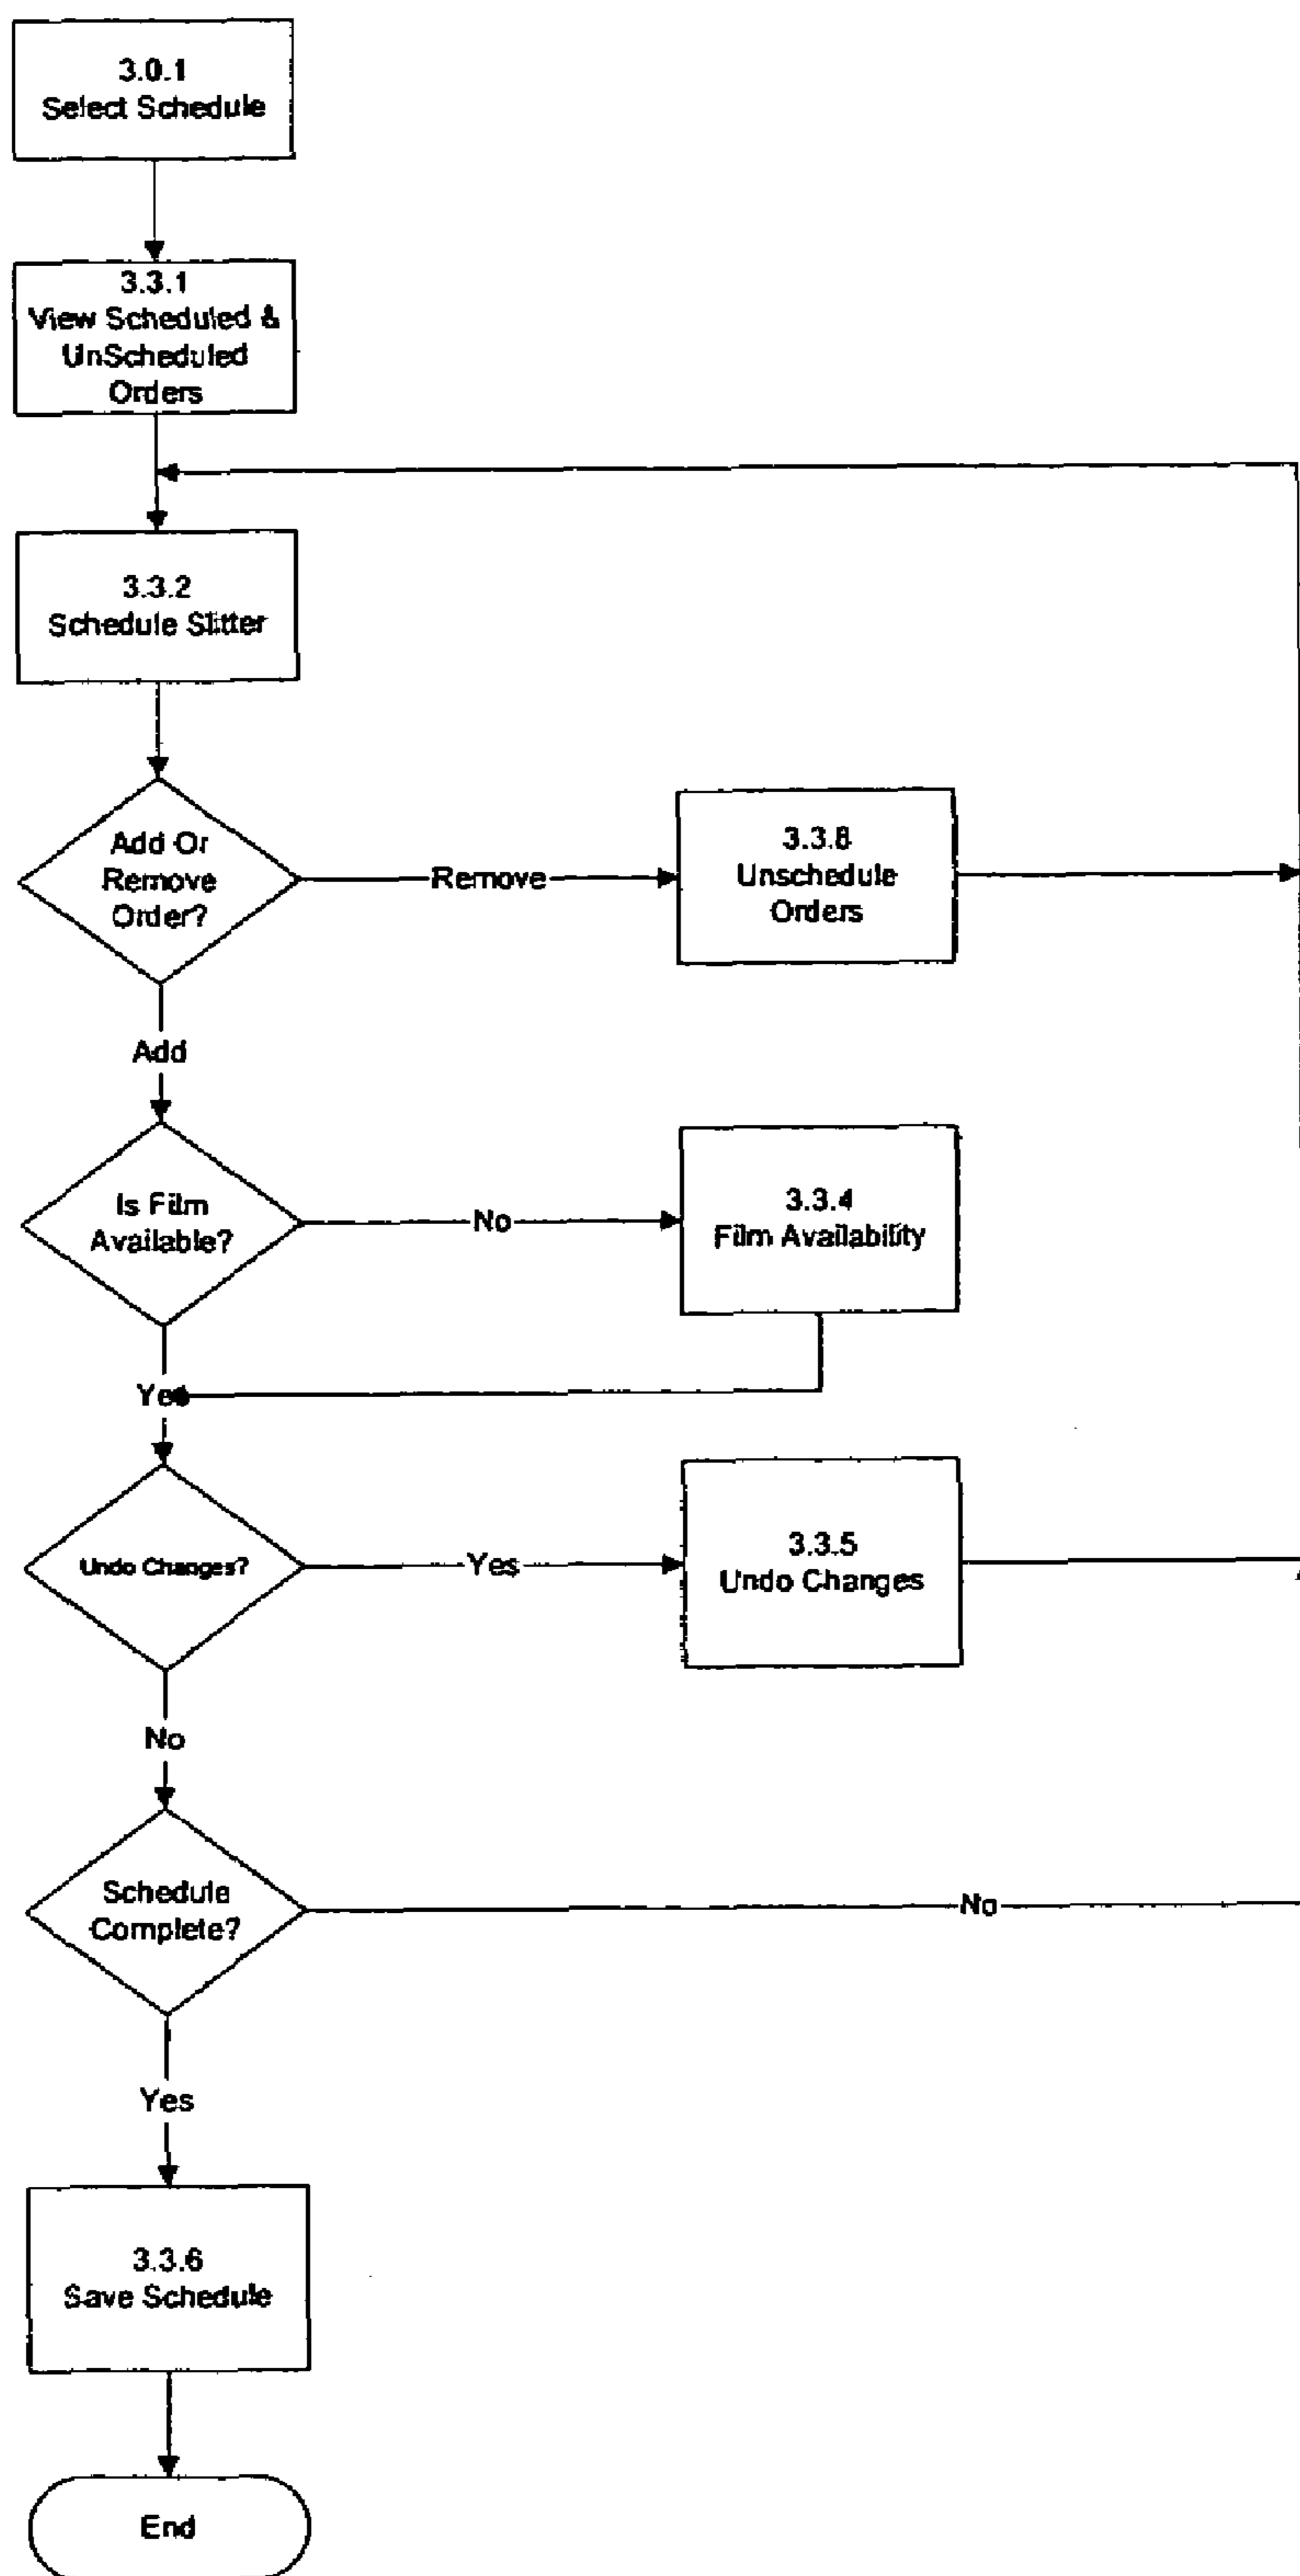 3.0.1
Select Schedule
3.3.1
View Scheduled &
UnScheduled
Orders
3.3.2
Schedule Slitter
Add Or
Remove
Order?
Remove
3.3.8
Unschedule
Orders
Add
Is Film
Available?
No
3.3.4
Film Availability
Yes
Undo Changes?
Yes
3.3.5
Undo Changes
No
Schedule
Complete?
No
Yes
3.3.6
Save Schedule
End